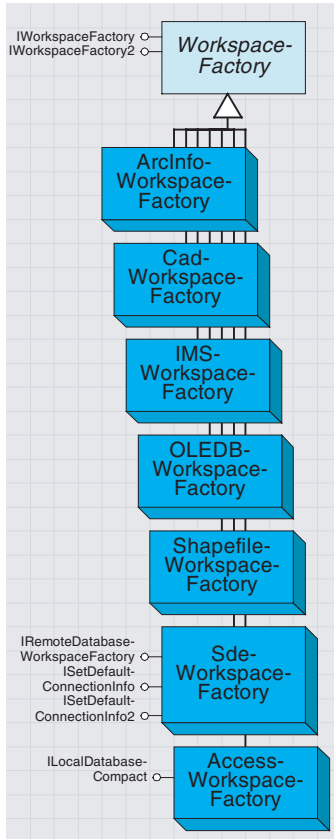 IWorkspaceFactory
IWorkspaceFactory2
Workspace-
Factory
ArcInfo-
Workspace-
Factory
Cad-
Workspace-
Factory
IMS-
Workspace-
Factory
OLEDB-
Workspace-
Factory
Shapefile-
Workspace-
Factory
IRemoteDatabase-
WorkspaceFactory
ISetDefault-
ConnectionInfo
ISetDefault-
ConnectionInfo2
Sde-
Workspace-
Factory
ILocalDatabase-
Compact
Access-
Workspace-
Factory